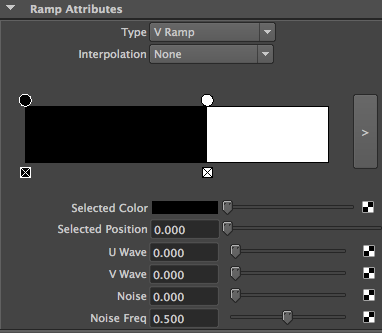 Ramp Attributes
Type V Ramp
Interpolation None
>
Selected Color
Selected Position 0.000
U Wave 0.000
V Wave 0.000
Noise 0.000
Noise Freq 0.500